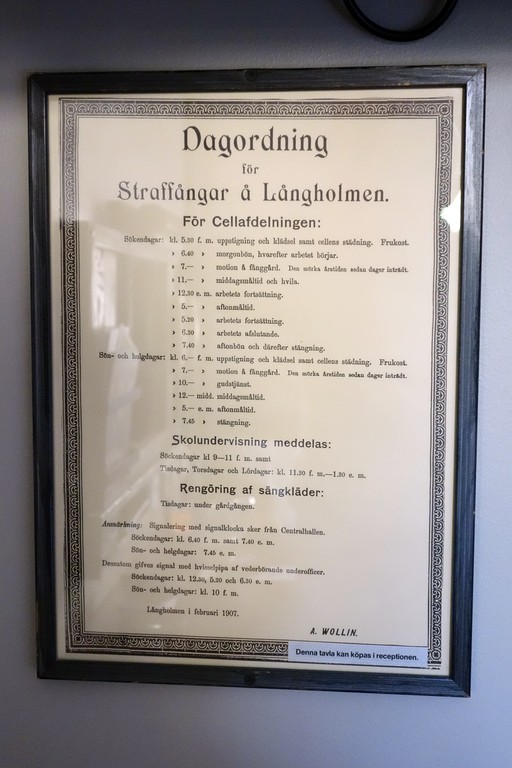 Dagordning
för
Straffångar å Långholmen.
För Cellafdelningen:
Sökendagar: kl. 5.30 f. m. uppstigning och klädsel samt cellens städning. Frukost.
» 6.40 » morgonbön, hvarefter arbetet börjar.
» 7.— » motion å fånggård. Den mörka årstiden sedan dager inträdt.
» 11.— » middagsmåltid och hvila.
» 12.30 e. m. arbetets fortsättning.
» 5.— » aftonmåltid.
» 5.20 » arbetets fortsättning.
» 6.30 » arbetets afslutande.
» 7.40 » aftonbön och därefter stängning.
Sön- och helgdagar: kl. 6.— f. m. uppstigning och klädsel samt cellens städning. Frukost.
» 7.— » motion å fånggård. Den mörka årstiden sedan dager inträdt.
» 10.— » gudstjänst.
» 12.— midd. middagsmåltid.
» 5.— e. m. aftonmåltid.
» 7.45 » stängning.
Skolundervisning meddelas:
Söckendagar kl 9—11 f. m. samt
Tisdagar, Torsdagar och Lördagar: kl. 11.30 f. m.—1.30 e. m.
Rengöring af sängkläder:
Tisdagar: under gårdgången.
Anmärkning: Signalering med signalklocka sker från Centralhallen.
Söckendagar: kl. 6.40 f. m. samt 7.40 e. m.
Sön- och helgdagar: 7.45 e. m.
Dessutom gifves signal med hvisselpipa af vederbörande underofficer.
Söckendagar: kl. 12.30, 5.20 och 6.30 e. m.
Sön- och helgdagar: kl. 10 f. m.
Långholmen i februari 1907.
A. WOLLIN.
Denna tavla kan köpas i receptionen.